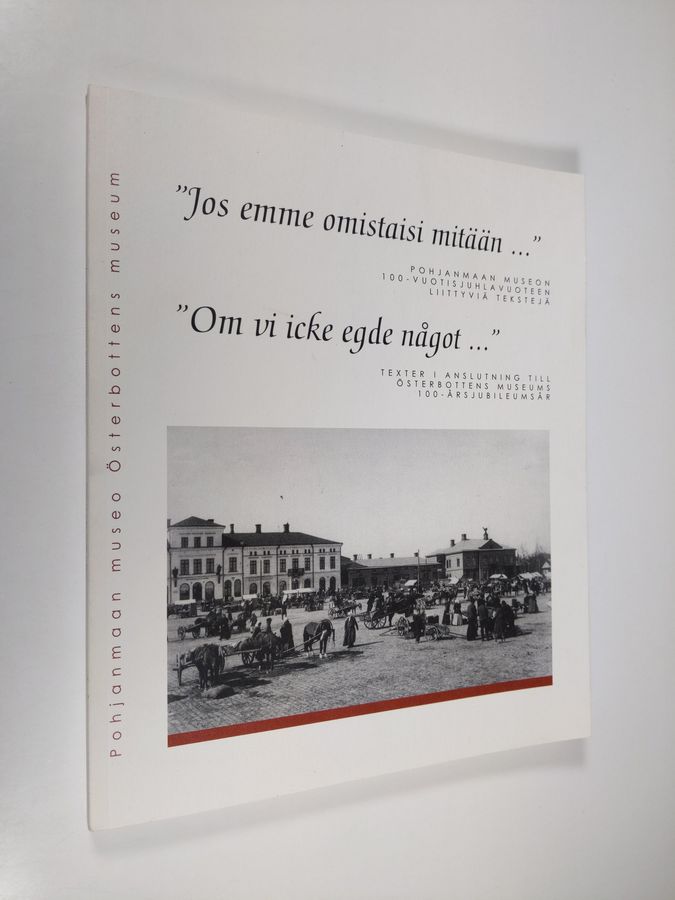 "Jos emme omistaisi mitään ..."
POHJANMAAN MUSEON
100-VUOTISJUHLAVUOTEEN
LIITTYVIÄ TEKSTEJÄ
"Om vi icke egde något ..."
TEXTER I ANSLUTNING TILL
ÖSTERBOTTENS MUSEUMS
100-ÅRSJUBILEUMSÅR
Pohjanmaan museo Österbottens museum